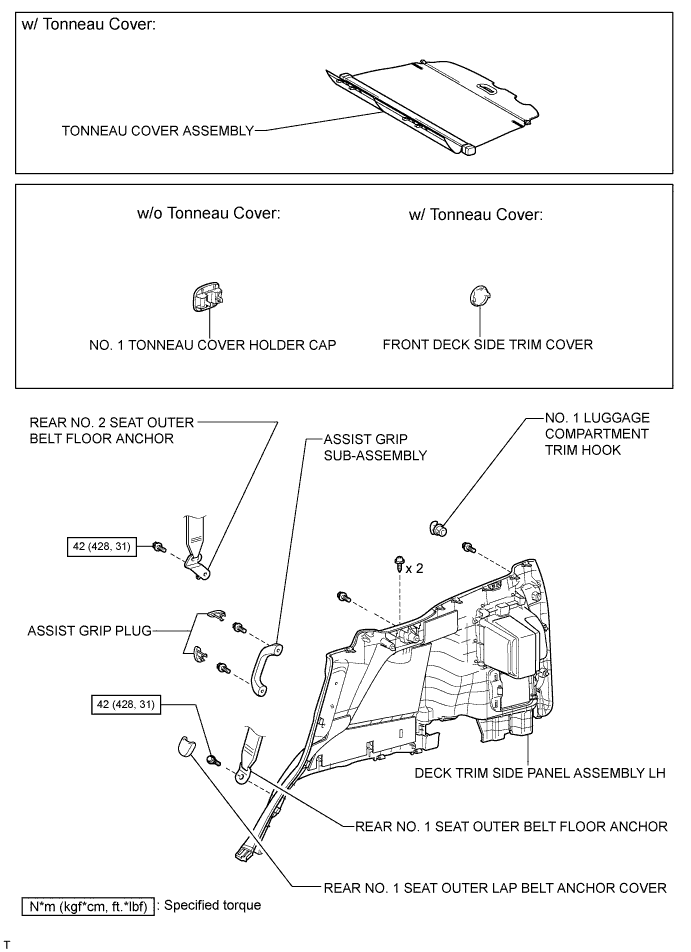 w/ Tonneau Cover:
TONNEAU COVER ASSEMBLY
w/o Tonneau Cover:
w/ Tonneau Cover:
NO. 1 TONNEAU COVER HOLDER CAP
FRONT DECK SIDE TRIM COVER
REAR NO. 2 SEAT OUTER
BELT FLOOR ANCHOR
ASSIST GRIP
SUB-ASSEMBLY
NO. 1 LUGGAGE
COMPARTMENT
TRIM HOOK
42 (428, 31)
x 2
ASSIST GRIP PLUG
42 (428, 31)
DECK TRIM SIDE PANEL ASSEMBLY LH
REAR NO. 1 SEAT OUTER BELT FLOOR ANCHOR
REAR NO. 1 SEAT OUTER LAP BELT ANCHOR COVER
N*m (kgf*cm, ft.*lbf) : Specified torque
T